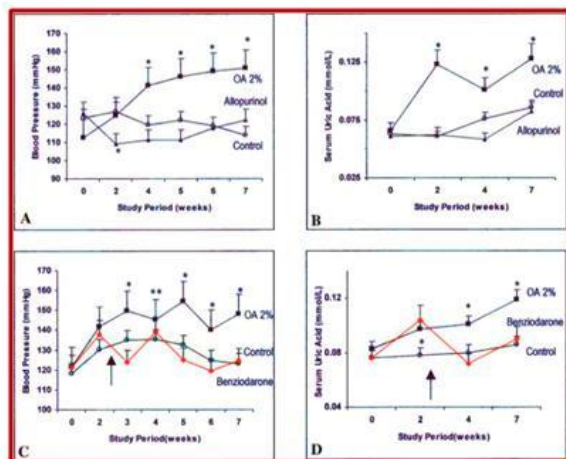 Blood Pressure (mmHg)
170
160
150
140
130
120
110
100
90
* * * * *
OA 2%
Allopurinol
Control
*
0 2 4 5 6 7
Study Period (weeks)
A
Serum Uric Acid (mmol/L)
0.125
0.075
0.025
* * *
OA 2%
Control
Allopurinol
0 2 4 7
Study Period (weeks)
B
Blood Pressure (mmHg)
170
160
150
140
130
120
110
100
* ** * * *
OA 2%
Control
Benziodarone
0 2 3 4 5 6 7
Study Period(weeks)
C
Serum Uric Acid (mmol/L)
0.12
0.08
0.04
* * *
OA 2%
Benziodarone
Control
0 2 4 7
Study Period(weeks)
D